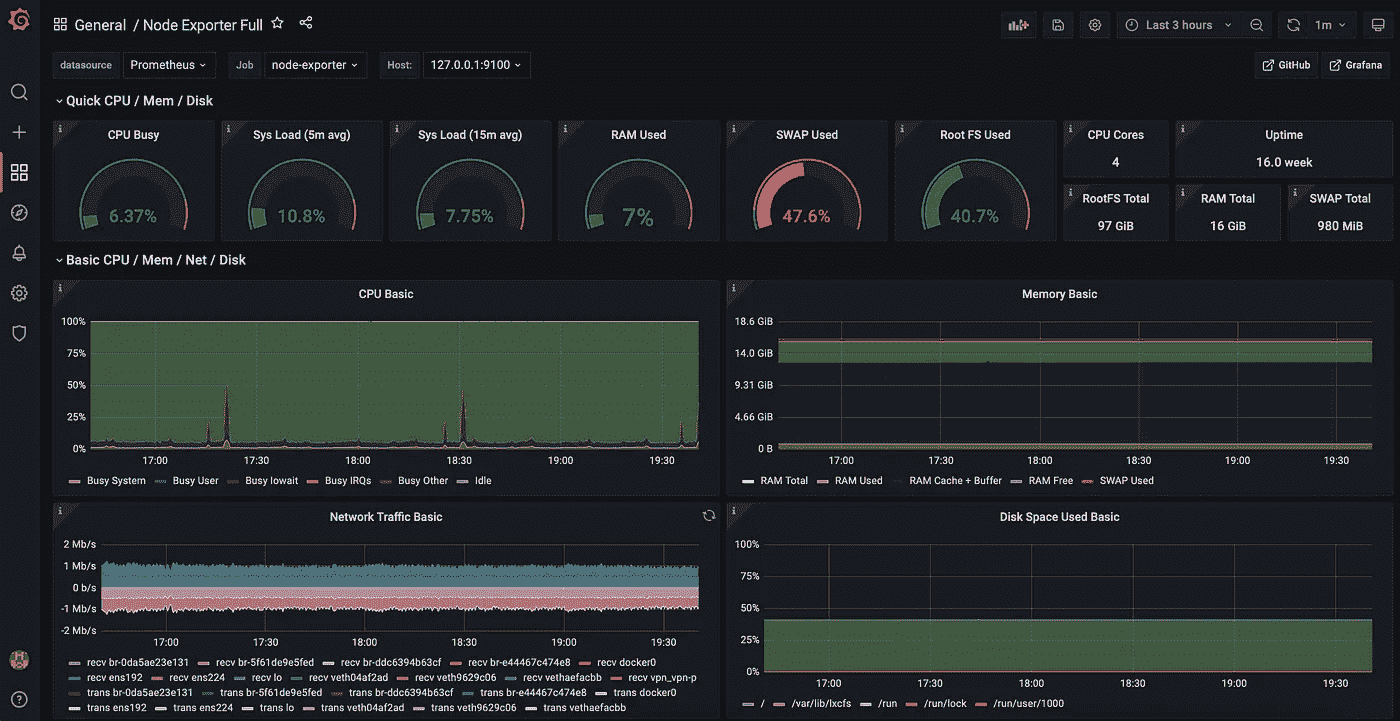 General / Node Exporter Full
Last 3 hours
1m
datasource Prometheus Job node-exporter Host: 127.0.0.1:9100 GitHub Grafana
Quick CPU / Mem / Disk
CPU Busy
6.37%
Sys Load (5m avg)
10.8%
Sys Load (15m avg)
7.75%
RAM Used
7%
SWAP Used
47.6%
Root FS Used
40.7%
CPU Cores
4
Uptime
16.0 week
RootFS Total
97 GiB
RAM Total
16 GiB
SWAP Total
980 MiB
Basic CPU / Mem / Net / Disk
CPU Basic
100%
75%
50%
25%
0%
17:00 17:30 18:00 18:30 19:00 19:30
Busy System Busy User Busy Iowait Busy IRQs Busy Other Idle
Memory Basic
18.6 GiB
14.0 GiB
9.31 GiB
4.66 GiB
0 B
17:00 17:30 18:00 18:30 19:00 19:30
RAM Total RAM Used RAM Cache + Buffer RAM Free SWAP Used
Network Traffic Basic
2 Mb/s
1 Mb/s
0 b/s
-1 Mb/s
-2 Mb/s
17:00 17:30 18:00 18:30 19:00 19:30
recv br-0da5ae23e131 recv br-5f61de9e5fed recv br-ddc6394b63cf recv br-e44467c474e8 recv docker0
recv ens192 recv ens224 recv lo recv veth04af2ad recv veth9629c06 recv vethaefacbb recv vpn_vpn-p
trans br-0da5ae23e131 trans br-5f61de9e5fed trans br-ddc6394b63cf trans br-e44467c474e8 trans docker0
trans ens192 trans ens224 trans lo trans veth04af2ad trans veth9629c06 trans vethaefacbb
Disk Space Used Basic
100%
75%
50%
25%
0%
17:00 17:30 18:00 18:30 19:00 19:30
/ /var/lib/lxcfs /run /run/lock /run/user/1000